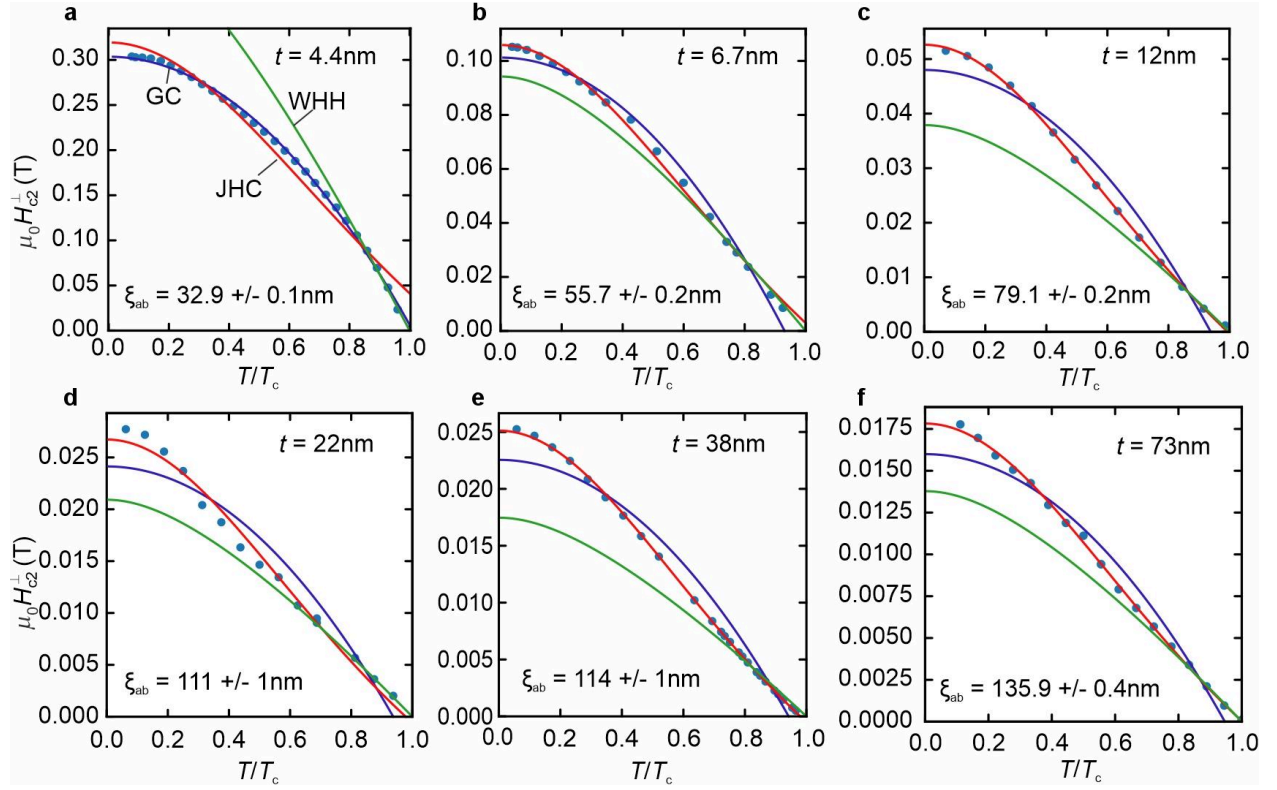 a
t = 4.4nm
GC
WHH
JHC
ξab = 32.9 +/- 0.1nm
0.30
0.25
0.20
0.15
0.10
0.05
0.00
0.0 0.2 0.4 0.6 0.8 1.0
μ0H⊥c2 (T)
T/Tc
b
t = 6.7nm
ξab = 55.7 +/- 0.2nm
0.10
0.08
0.06
0.04
0.02
0.00
0.0 0.2 0.4 0.6 0.8 1.0
T/Tc
c
t = 12nm
ξab = 79.1 +/- 0.2nm
0.05
0.04
0.03
0.02
0.01
0.00
0.0 0.2 0.4 0.6 0.8 1.0
T/Tc
d
t = 22nm
ξab = 111 +/- 1nm
0.025
0.020
0.015
0.010
0.005
0.000
0.0 0.2 0.4 0.6 0.8 1.0
μ0H⊥c2 (T)
T/Tc
e
t = 38nm
ξab = 114 +/- 1nm
0.025
0.020
0.015
0.010
0.005
0.000
0.0 0.2 0.4 0.6 0.8 1.0
T/Tc
f
t = 73nm
ξab = 135.9 +/- 0.4nm
0.0175
0.0150
0.0125
0.0100
0.0075
0.0050
0.0025
0.0000
0.0 0.2 0.4 0.6 0.8 1.0
T/Tc